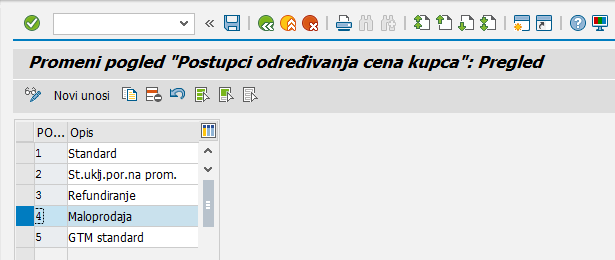 Promeni pogled "Postupci određivanja cena kupca": Pregled
Novi unosi
PO... Opis
1 Standard
2 St.uklj.por.na prom.
3 Refundiranje
4 Maloprodaja
5 GTM standard